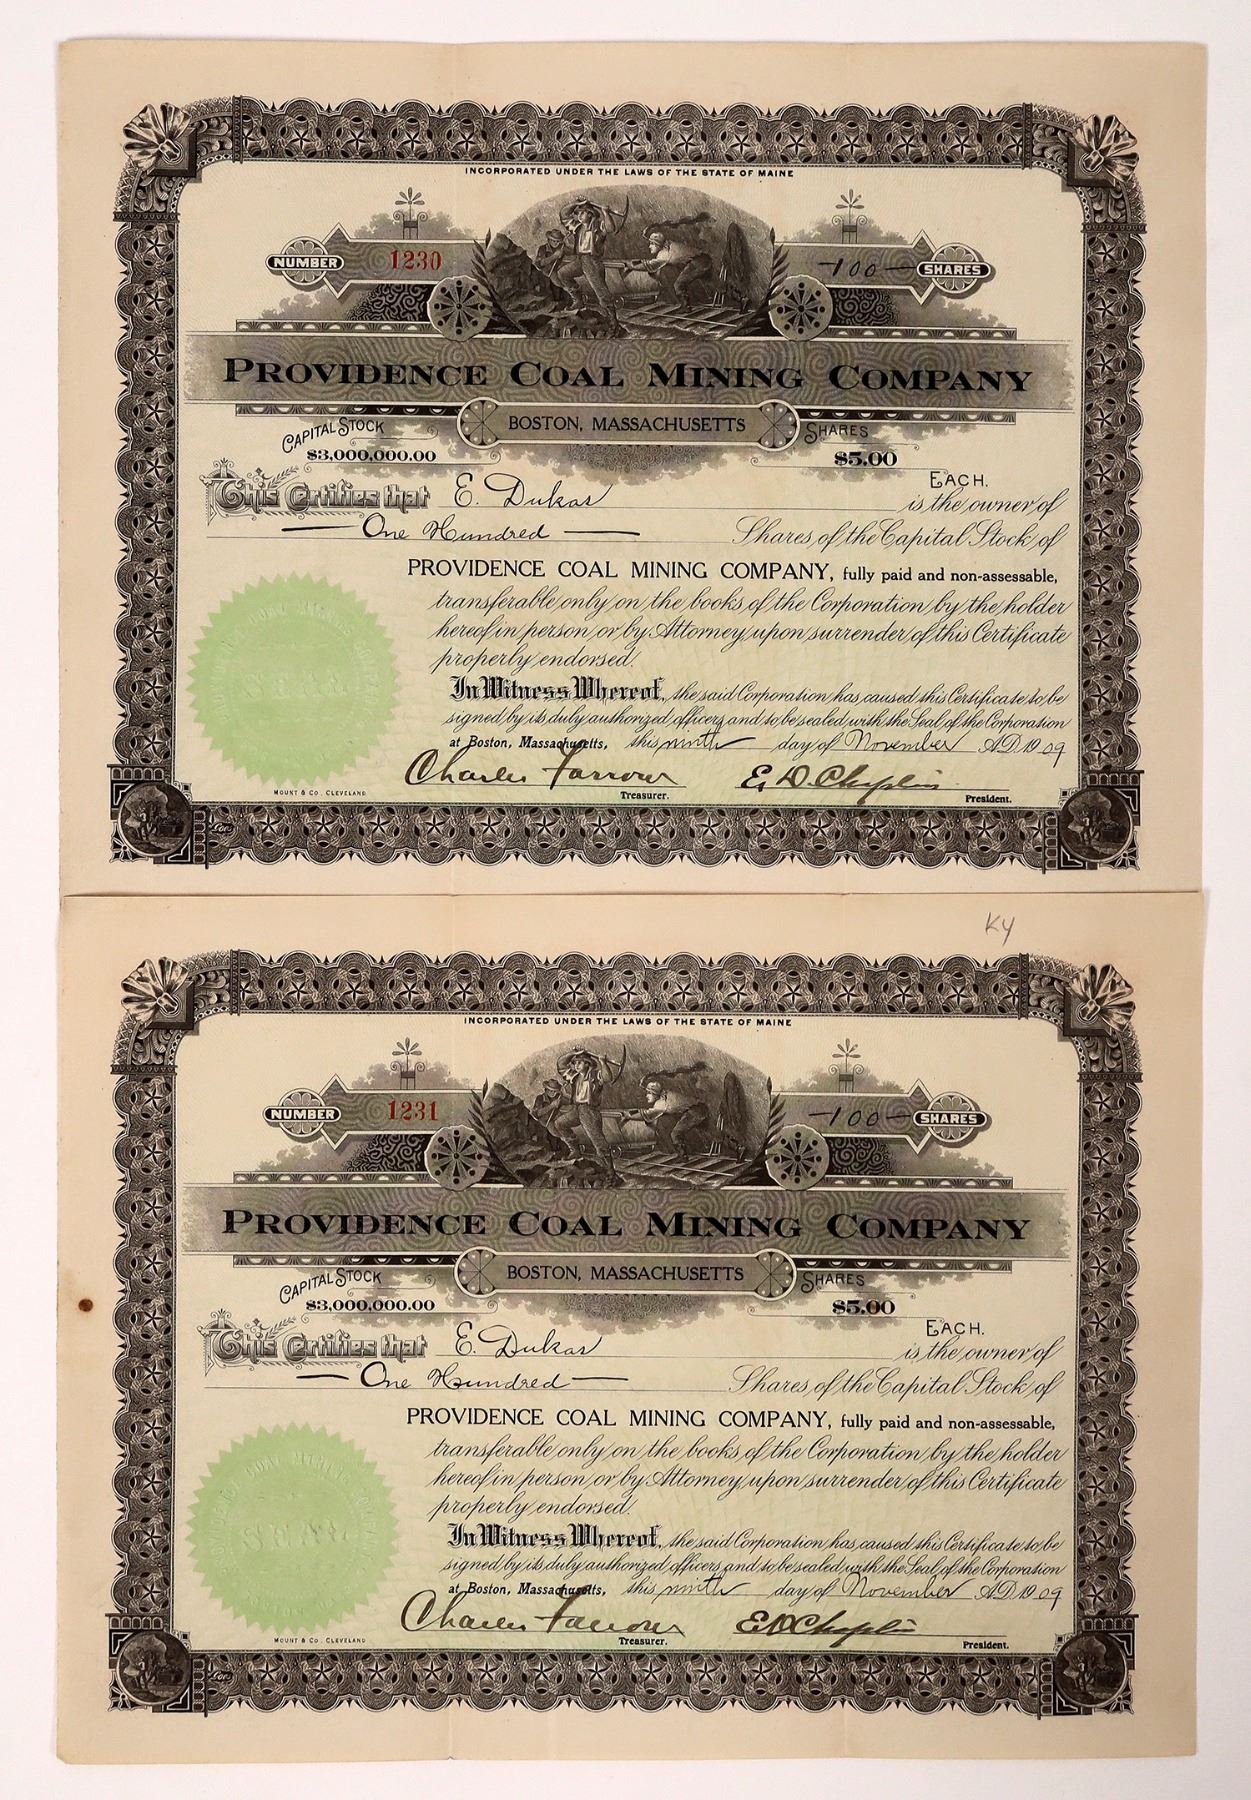 INCORPORATED UNDER THE LAWS OF THE STATE OF MAINE
NUMBER 1230 -100- SHARES
PROVIDENCE COAL MINING COMPANY
BOSTON, MASSACHUSETTS
CAPITAL STOCK SHARES
$3,000,000.00 $5.00
EACH.
This Certifies that E. Dukas is the owner of
One Hundred Shares of the Capital Stock of
PROVIDENCE COAL MINING COMPANY, fully paid and non-assessable,
transferable only on the books of the Corporation by the holder
hereof in person or by Attorney upon surrender of this Certificate
properly endorsed.
In Witness Whereof, the said Corporation has caused this Certificate to be
signed by its duly authorized officers and to be sealed with the Seal of the Corporation
at Boston, Massachusetts, this ninth day of November A.D. 1909
Charles Farrow E. D. Chaplin
MOUNT & CO. CLEVELAND Treasurer. President.
KY
INCORPORATED UNDER THE LAWS OF THE STATE OF MAINE
NUMBER 1231 -100- SHARES
PROVIDENCE COAL MINING COMPANY
BOSTON, MASSACHUSETTS
CAPITAL STOCK SHARES
$3,000,000.00 $5.00
EACH.
This Certifies that E. Dukas is the owner of
One Hundred Shares of the Capital Stock of
PROVIDENCE COAL MINING COMPANY, fully paid and non-assessable,
transferable only on the books of the Corporation by the holder
hereof in person or by Attorney upon surrender of this Certificate
properly endorsed.
In Witness Whereof, the said Corporation has caused this Certificate to be
signed by its duly authorized officers and to be sealed with the Seal of the Corporation
SEAL
at Boston, Massachusetts, this ninth day of November A.D. 1909
Charles Farrow E. D. Chaplin
MOUNT & CO. CLEVELAND Treasurer. President.